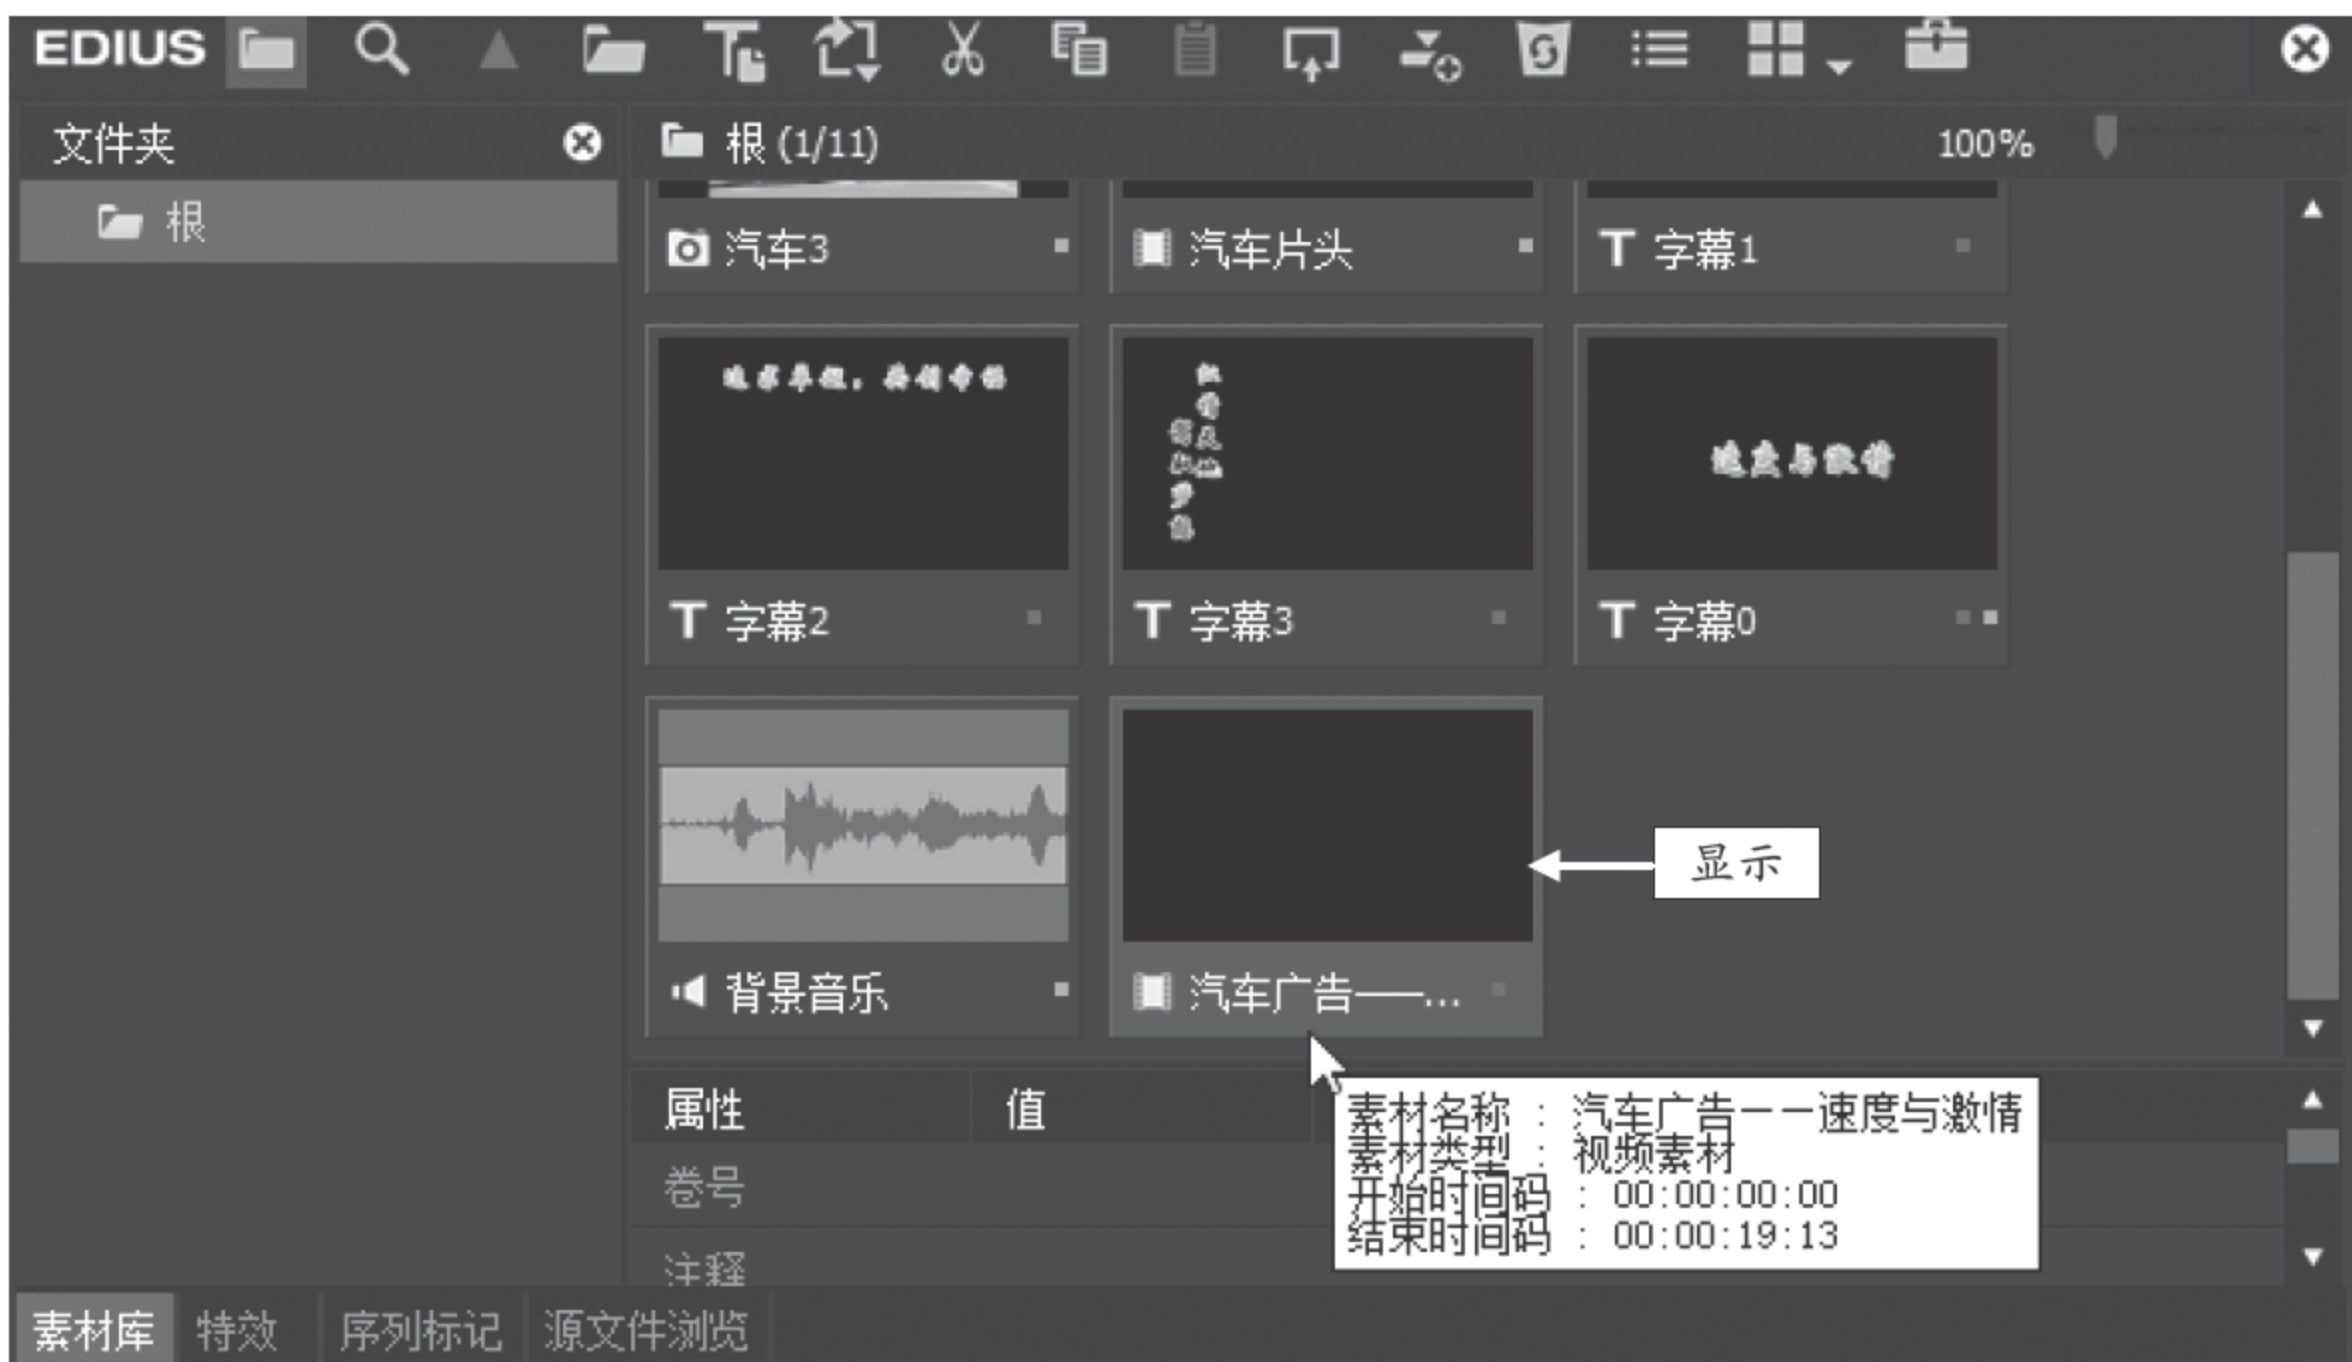 EDIUS
文件夹
根 (1/11)
100%
根
汽车3
汽车片头
T 字幕1
T 字幕2
T 字幕3
速度与激情
T 字幕0
背景音乐
汽车广告——...
显示
属性
值
素材名称 : 汽车广告——速度与激情
素材类型 : 视频素材
开始时间码 : 00:00:00:00
结束时间码 : 00:00:19:13
卷号
注释
素材库
特效
序列标记
源文件浏览